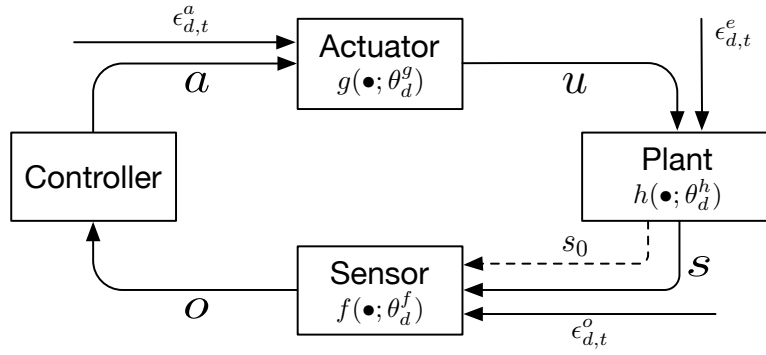 ϵ^a_{d,t}
Actuator
g(•; θ^g_d)
ϵ^e_{d,t}
a
u
Controller
Plant
h(•; θ^h_d)
s_0
s
Sensor
f(•; θ^f_d)
o
ϵ^o_{d,t}